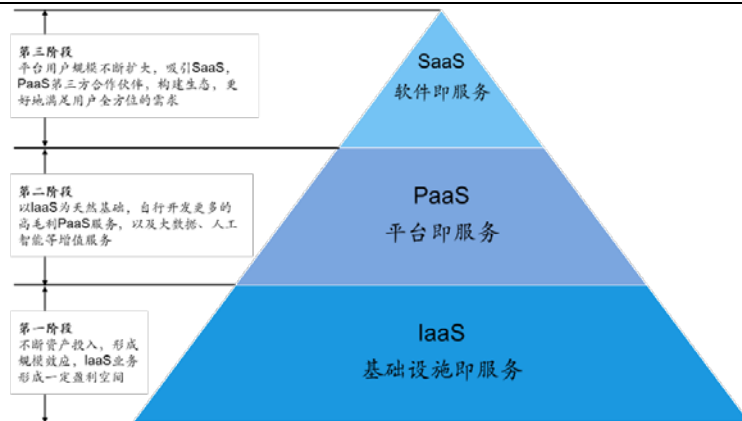 第三阶段
平台用户规模不断扩大，吸引SaaS，
PaaS第三方合作伙伴，构建生态，更
好地满足用户全方位的需求
SaaS
软件即服务
第二阶段
以IaaS为天然基础，自行开发更多的
高毛利PaaS服务，以及大数据、人工
智能等增值服务
PaaS
平台即服务
第一阶段
不断资产投入，形成
规模效应，IaaS业务
形成一定盈利空间
IaaS
基础设施即服务